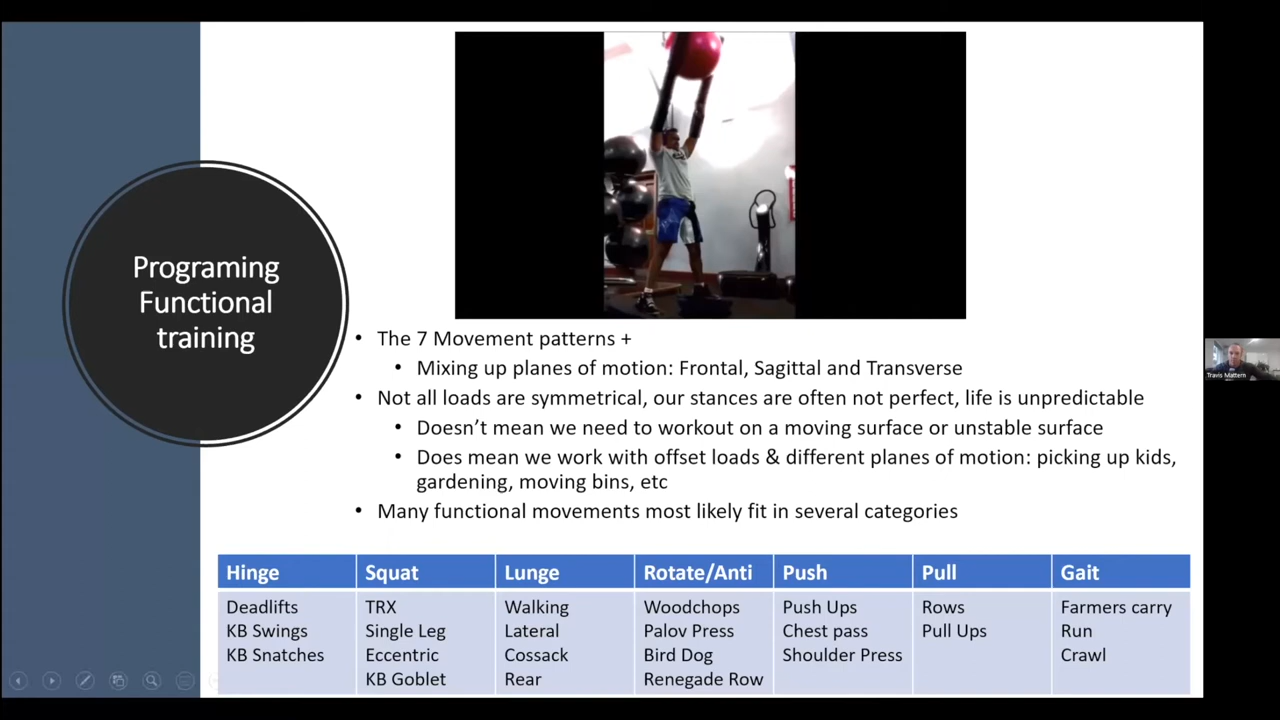 Programing
Functional
training
• The 7 Movement patterns +
• Mixing up planes of motion: Frontal, Sagittal and Transverse
• Not all loads are symmetrical, our stances are often not perfect, life is unpredictable
• Doesn’t mean we need to workout on a moving surface or unstable surface
• Does mean we work with offset loads & different planes of motion: picking up kids,
gardening, moving bins, etc
• Many functional movements most likely fit in several categories
Hinge Squat Lunge Rotate/Anti Push Pull Gait
Deadlifts TRX Walking Woodchops Push Ups Rows Farmers carry
KB Swings Single Leg Lateral Palov Press Chest pass Pull Ups Run
KB Snatches Eccentric Cossack Bird Dog Shoulder Press Crawl
KB Goblet Rear Renegade Row
Travis Mattern